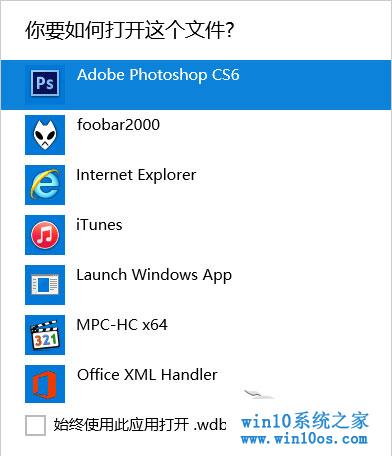 你要如何打开这个文件?
Ps
Adobe Photoshop CS6
foobar2000
Internet Explorer
iTunes
Launch Windows App
321
MPC-HC x64
Office XML Handler
始终使用此应用打开 .wdb
win10系统之家
www.win10os.com